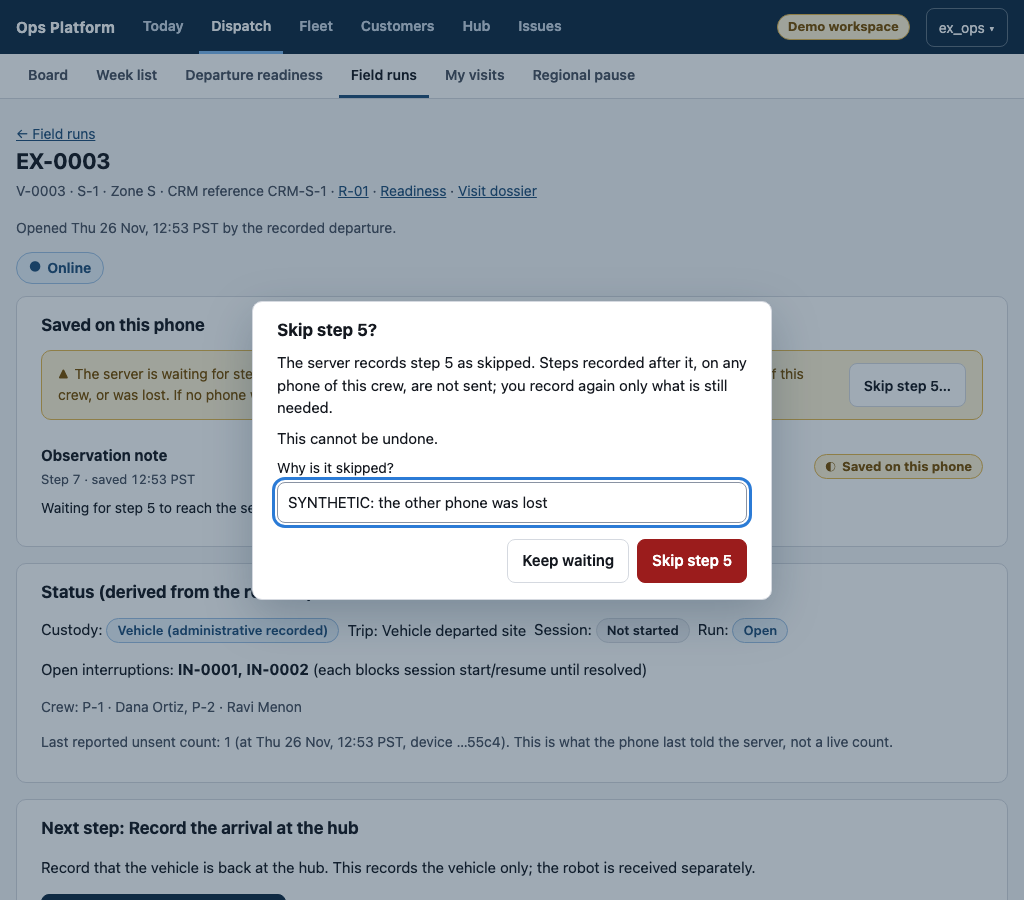 Ops Platform Today Dispatch Fleet Customers Hub Issues Demo workspace ex_ops ▾
Board Week list Departure readiness Field runs My visits Regional pause
← Field runs
EX-0003
V-0003 · S-1 · Zone S · CRM reference CRM-S-1 · R-01 · Readiness · Visit dossier
Opened Thu 26 Nov, 12:53 PST by the recorded departure.
Online
Saved on this phone
The server is waiting for ste
f this
crew, or was lost. If no phone
Skip step 5...
Observation note
Step 7 · saved 12:53 PST
Saved on this phone
Waiting for step 5 to reach the se
Skip step 5?
The server records step 5 as skipped. Steps recorded after it, on any
phone of this crew, are not sent; you record again only what is still
needed.
This cannot be undone.
Why is it skipped?
SYNTHETIC: the other phone was lost
Keep waiting Skip step 5
Status (derived from the
Custody: Vehicle (administrative recorded) Trip: Vehicle departed site Session: Not started Run: Open
Open interruptions: IN-0001, IN-0002 (each blocks session start/resume until resolved)
Crew: P-1 · Dana Ortiz, P-2 · Ravi Menon
Last reported unsent count: 1 (at Thu 26 Nov, 12:53 PST, device …55c4). This is what the phone last told the server, not a live count.
Next step: Record the arrival at the hub
Record that the vehicle is back at the hub. This records the vehicle only; the robot is received separately.